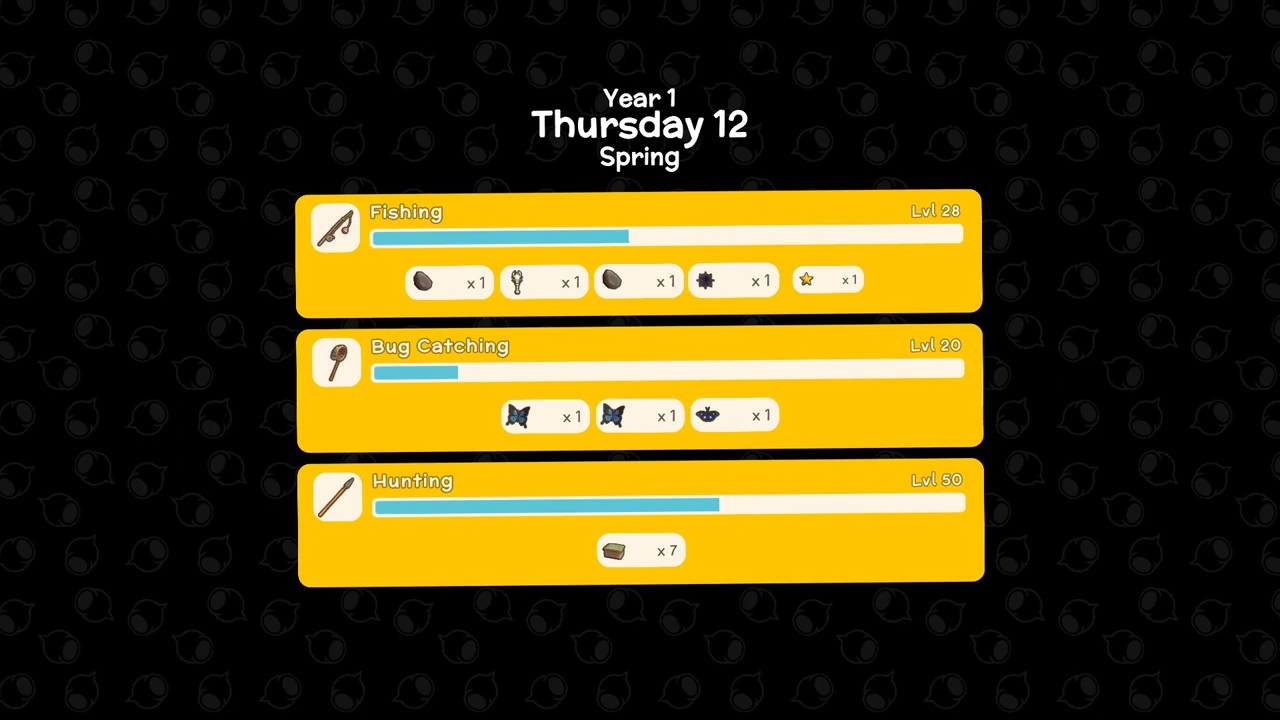 Year 1
Thursday 12
Spring
Fishing Lvl 28
x 1 x 1 x 1 x 1 x 1
Bug Catching Lvl 20
x 1 x 1 x 1
Hunting Lvl 50
x 7